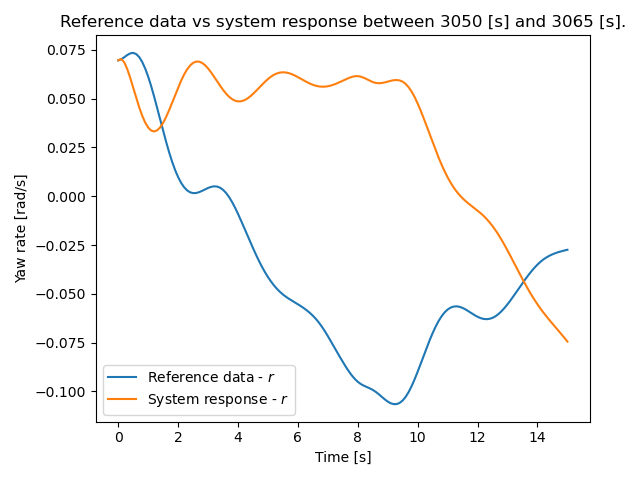 Reference data vs system response between 3050 [s] and 3065 [s].
Yaw rate [rad/s]
0.075
0.050
0.025
0.000
−0.025
−0.050
−0.075
−0.100
Reference data - r
System response - r
0 2 4 6 8 10 12 14
Time [s]